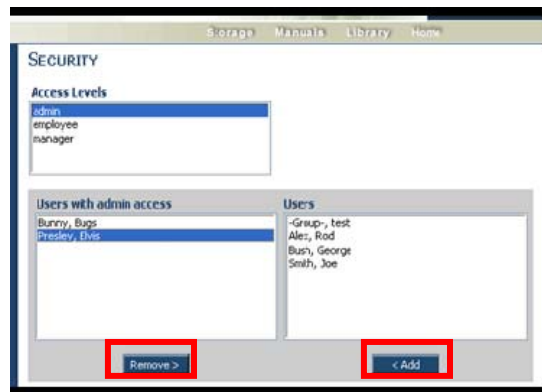 Storage Manuals Library Home
SECURITY
Access Levels
admin
employee
manager
Users with admin access
Bunny, Bugs
Presley, Elvis
Users
-Group-, test
Alez, Rod
Bush, George
Smith, Joe
Remove >
< Add